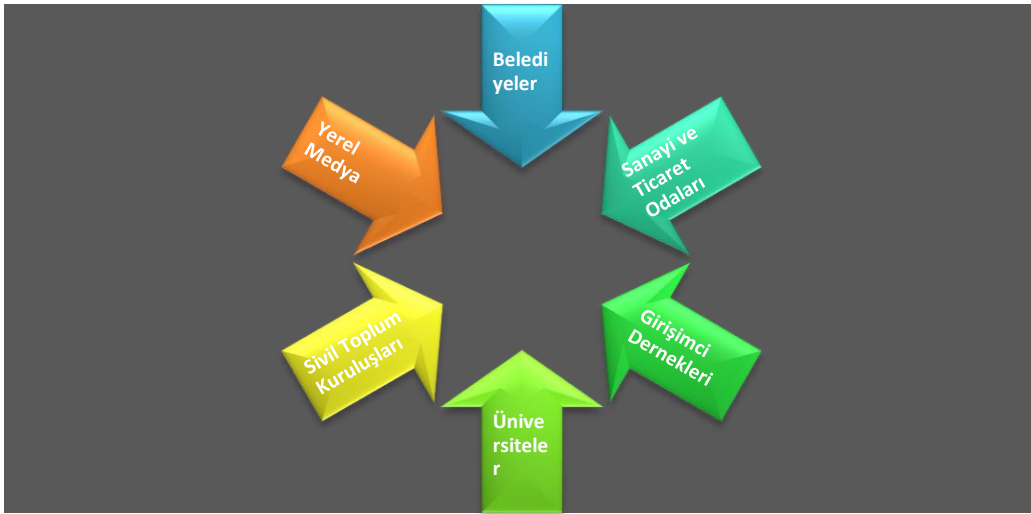 Beledi
yeler
Sanayi ve
Ticaret
Odaları
Girişimci
Dernekleri
Ünive
rsitele
r
Sivil Toplum
Kuruluşları
Yerel
Medya